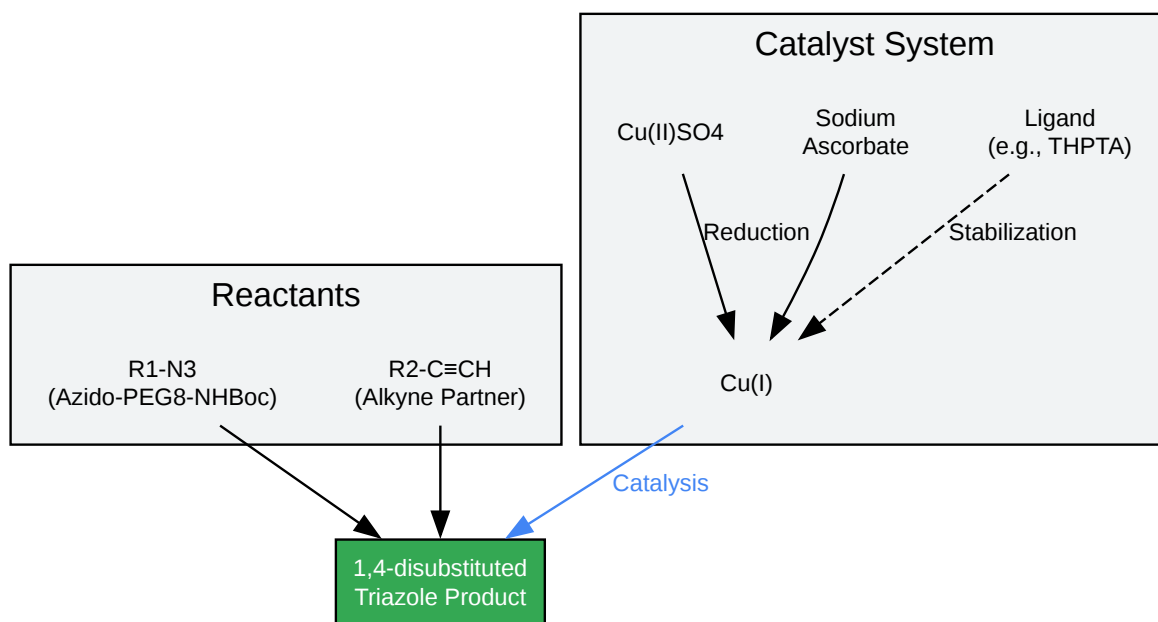 Catalyst System
Cu(II)SO4
Sodium
Ascorbate
Ligand
(e.g., THPTA)
Reduction
Stabilization
Cu(I)
Reactants
R1-N3
(Azido-PEG8-NHBoc)
R2-C≡CH
(Alkyne Partner)
Catalysis
1,4-disubstituted
Triazole Product